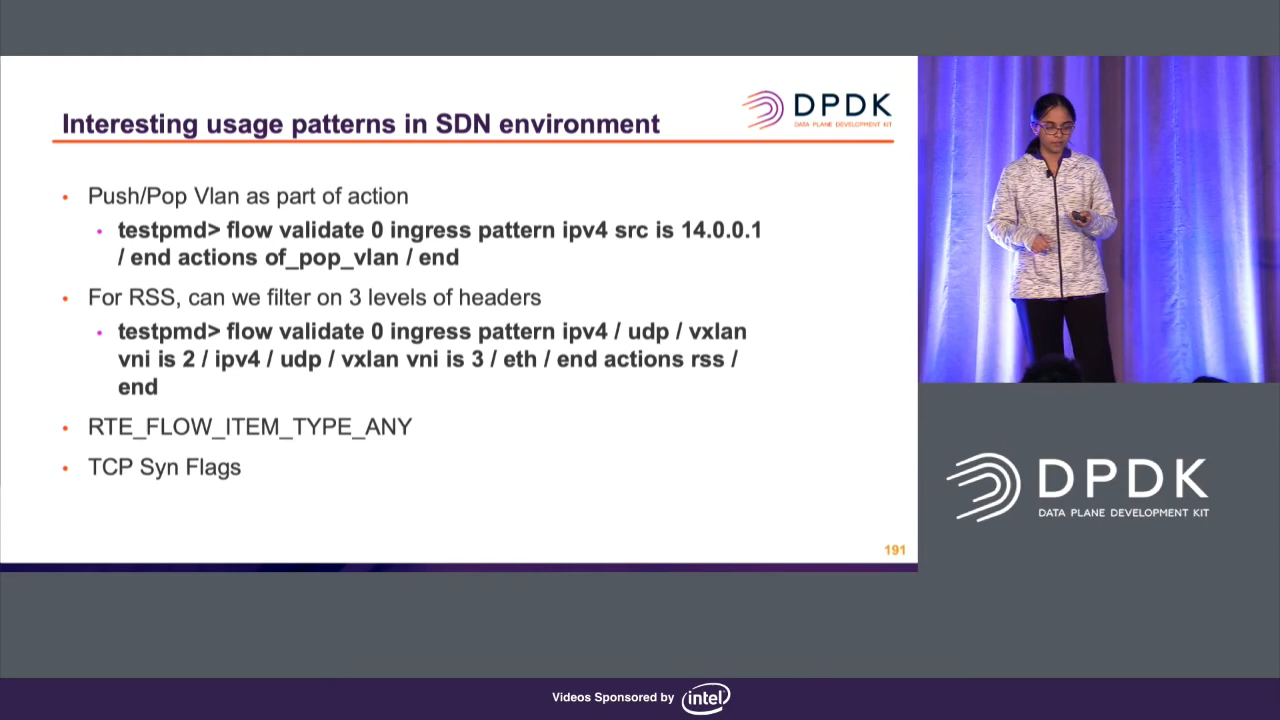 Interesting usage patterns in SDN environment
DPDK
DATA PLANE DEVELOPMENT KIT
• Push/Pop Vlan as part of action
• testpmd> flow validate 0 ingress pattern ipv4 src is 14.0.0.1
/ end actions of_pop_vlan / end
• For RSS, can we filter on 3 levels of headers
• testpmd> flow validate 0 ingress pattern ipv4 / udp / vxlan
vni is 2 / ipv4 / udp / vxlan vni is 3 / eth / end actions rss /
end
• RTE_FLOW_ITEM_TYPE_ANY
• TCP Syn Flags
191
DPDK
DATA PLANE DEVELOPMENT KIT
Videos Sponsored by intel